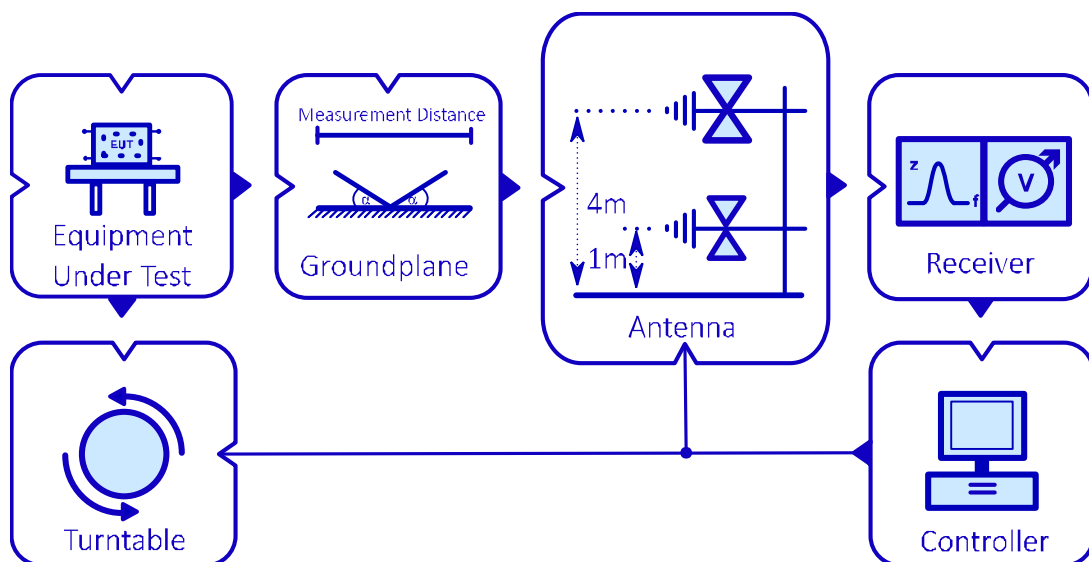 EUT
Equipment
Under Test
Measurement Distance
α α
Groundplane
4m
1m
Antenna
z
f
V
Receiver
Turntable
Controller